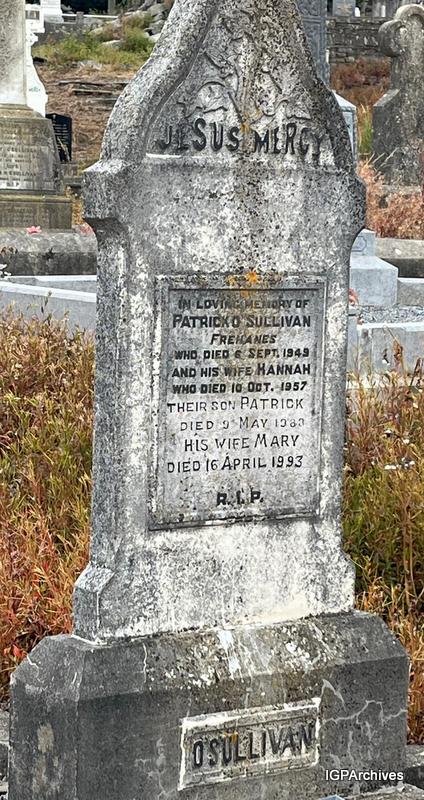 JESUS MERCY
IN LOVING MEMORY OF
PATRICK O'SULLIVAN
FREHANES
WHO DIED 6 SEPT. 1949
AND HIS WIFE HANNAH
WHO DIED 10 OCT. 1957
THEIR SON PATRICK
DIED 9 MAY
HIS WIFE MARY
DIED 16 APRIL 1993
R.I.P.
O'SULLIVAN
IGPArchives